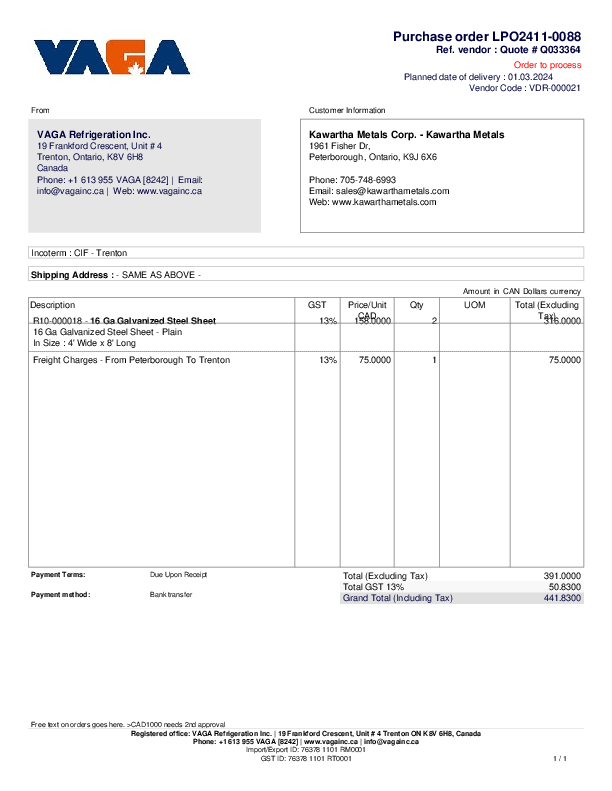 VAGA
Purchase order LPO2411-0088
Ref. vendor : Quote # Q033364
Order to process
Planned date of delivery : 01.03.2024
Vendor Code : VDR-000021
From
Customer Information
VAGA Refrigeration Inc.
19 Frankford Crescent, Unit # 4
Trenton, Ontario, K8V 6H8
Canada
Phone: +1 613 955 VAGA [8242] | Email:
info@vagainc.ca | Web: www.vagainc.ca
Kawartha Metals Corp. - Kawartha Metals
1961 Fisher Dr,
Peterborough, Ontario, K9J 6X6
Phone: 705-748-6993
Email: sales@kawarthametals.com
Web: www.kawarthametals.com
Incoterm : CIF - Trenton
Shipping Address : - SAME AS ABOVE -
Amount in CAN Dollars currency
Description GST Price/Unit CAD Qty UOM Total (Excluding Tax)
R10-000018 - 16 Ga Galvanized Steel Sheet 13% 158.0000 2 316.0000
16 Ga Galvanized Steel Sheet - Plain
In Size : 4' Wide x 8' Long
Freight Charges - From Peterborough To Trenton 13% 75.0000 1 75.0000
Payment Terms: Due Upon Receipt
Payment method: Bank transfer
Total (Excluding Tax) 391.0000
Total GST 13% 50.8300
Grand Total (Including Tax) 441.8300
Free text on orders goes here. >CAD1000 needs 2nd approval
Registered office: VAGA Refrigeration Inc. | 19 Frankford Crescent, Unit # 4 Trenton ON K8V 6H8, Canada
Phone: +1 613 955 VAGA [8242] | www.vagainc.ca | info@vagainc.ca
Import/Export ID: 76378 1101 RM0001
GST ID: 76378 1101 RT0001
1 / 1